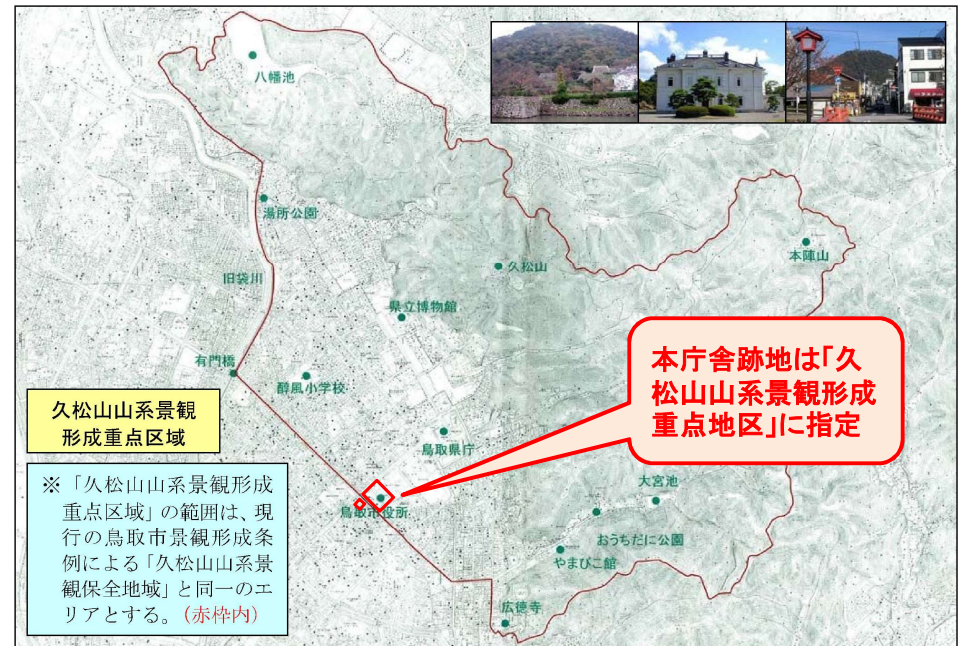 八幡池
湯所公園
久松山
本陣山
旧袋川
県立博物館
有門橋
醇風小学校
本庁舎跡地は「久
松山山系景観形成
重点地区」に指定
久松山山系景観
形成重点区域
鳥取県庁
※「久松山山系景観形成
重点区域」の範囲は、現
行の鳥取市景観形成条
例による「久松山山系景
観保全地域」と同一のエ
リアとする。(赤枠内)
鳥取市役所
大宮池
おうちだに公園
やまびこ館
広徳寺